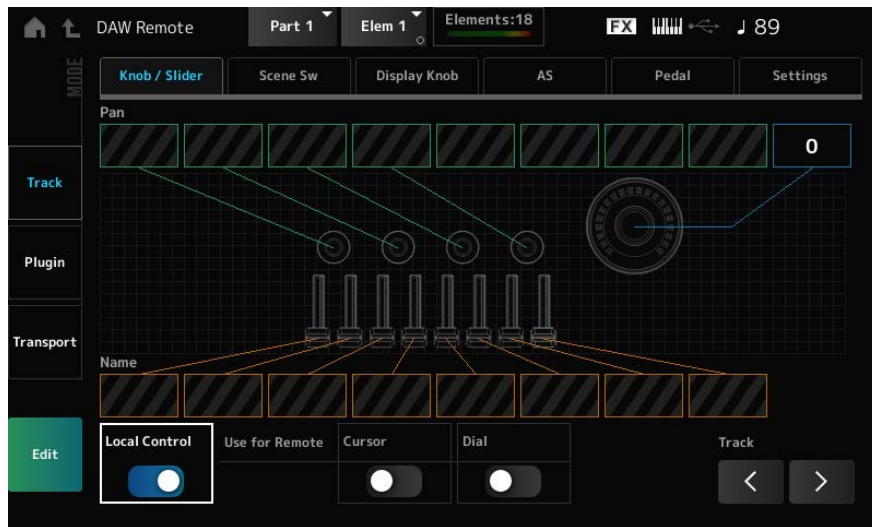 DAW Remote
Part 1
Elem 1
Elements:18
FX
89
MODE
Knob / Slider
Scene Sw
Display Knob
AS
Pedal
Settings
Pan
0
Track
Plugin
Transport
Name
Edit
Local Control
Use for Remote
Cursor
Dial
Track